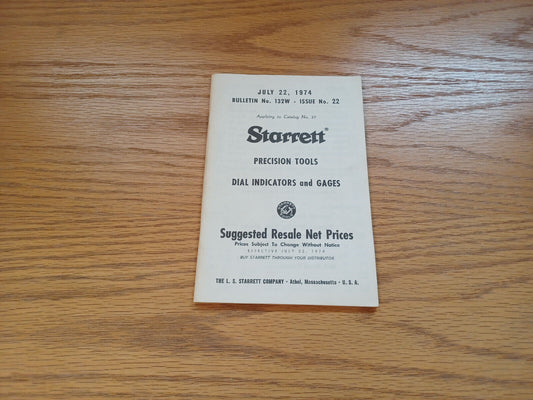 JULY 22, 1974
BULLETIN No. 132W - ISSUE No. 22
Applying to Catalog No. 27
Starrett®
PRECISION TOOLS
DIAL INDICATORS and GAGES
Suggested Resale Net Prices
Prices Subject To Change Without Notice
EFFECTIVE JULY 22, 1974
BUY STARRETT THROUGH YOUR DISTRIBUTOR
THE L. S. STARRETT COMPANY - Athol, Massachusetts - U. S. A.